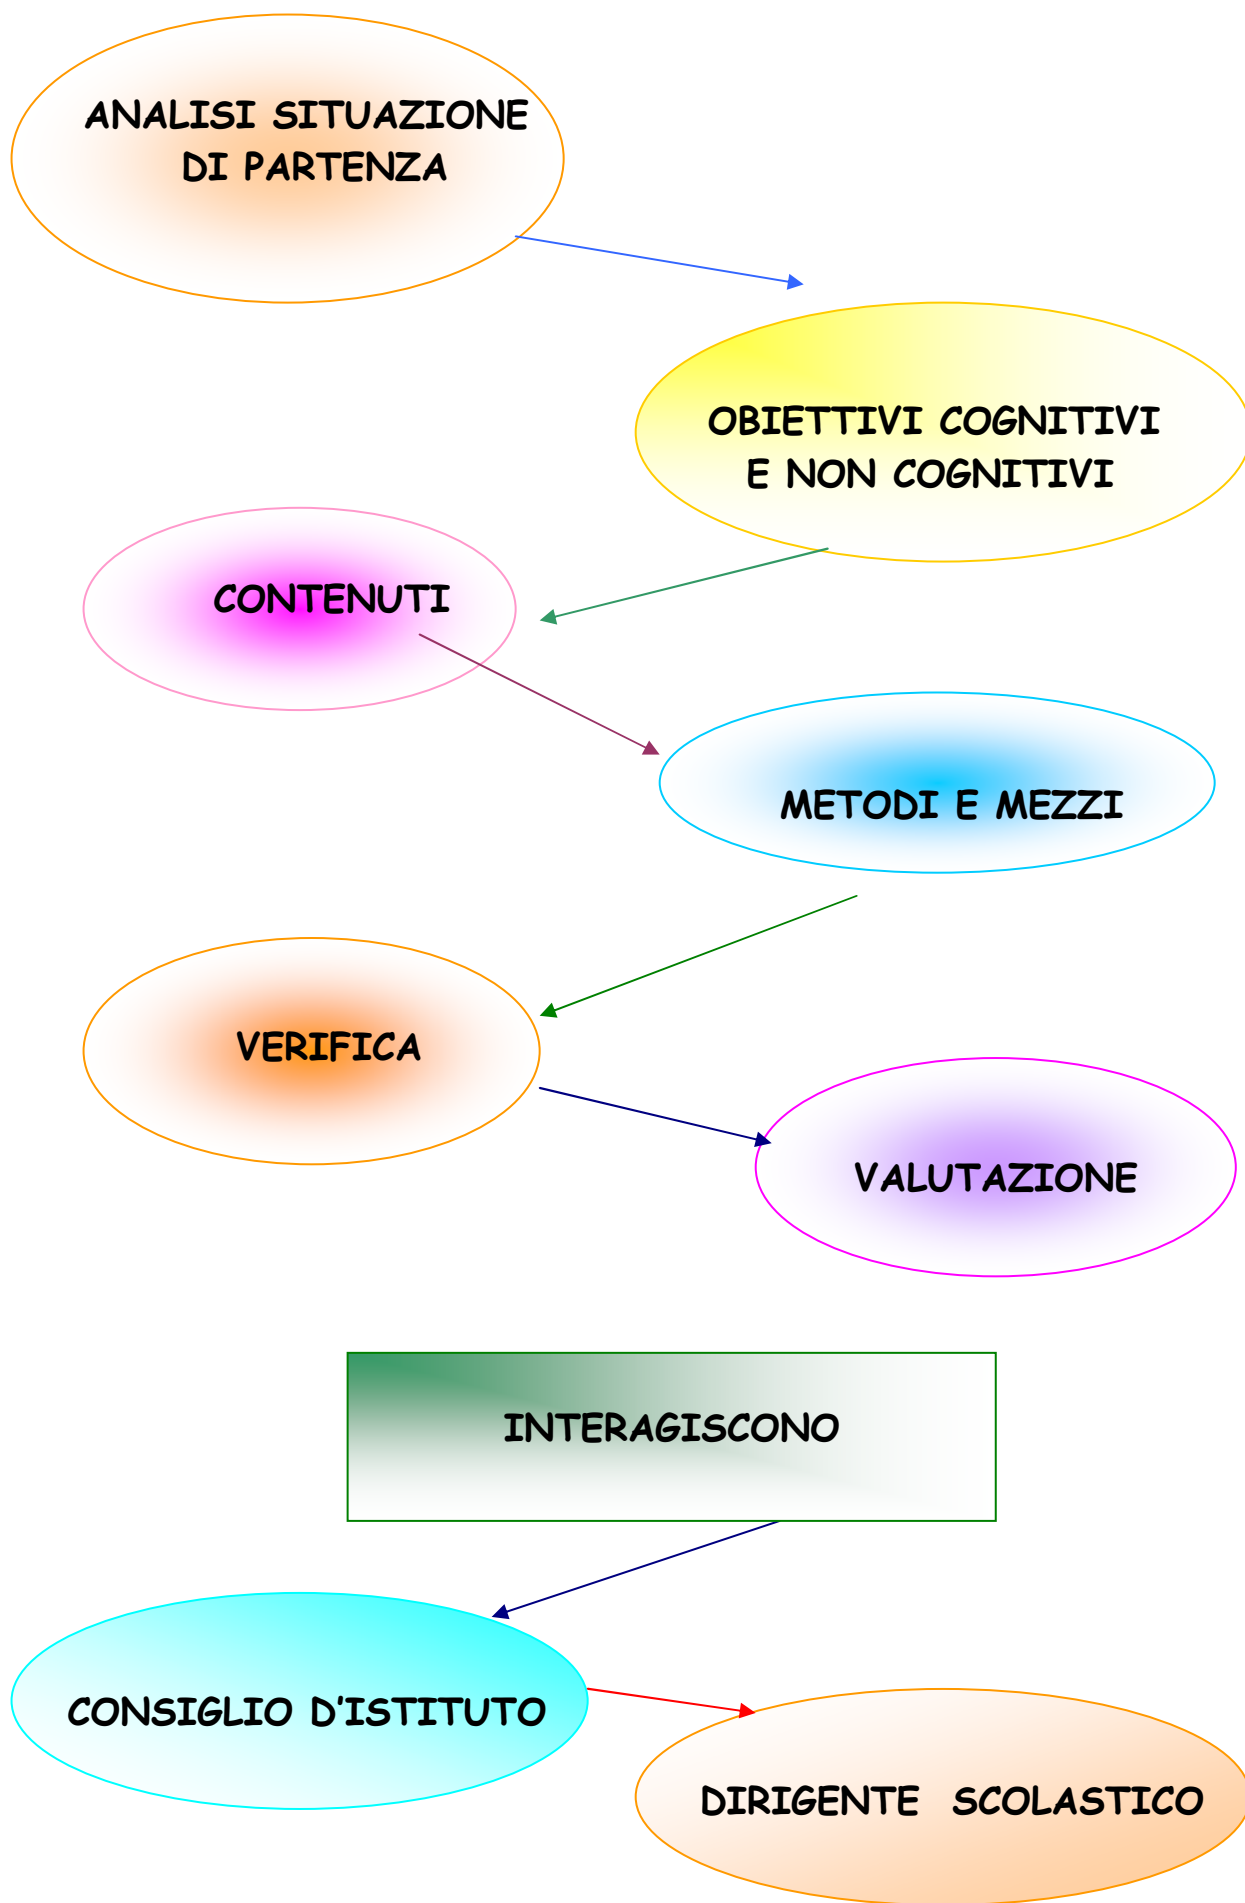 ANALISI SITUAZIONE
DI PARTENZA
OBIETTIVI COGNITIVI
E NON COGNITIVI
CONTENUTI
METODI E MEZZI
VERIFICA
VALUTAZIONE
INTERAGISCONO
CONSIGLIO D'ISTITUTO
DIRIGENTE SCOLASTICO